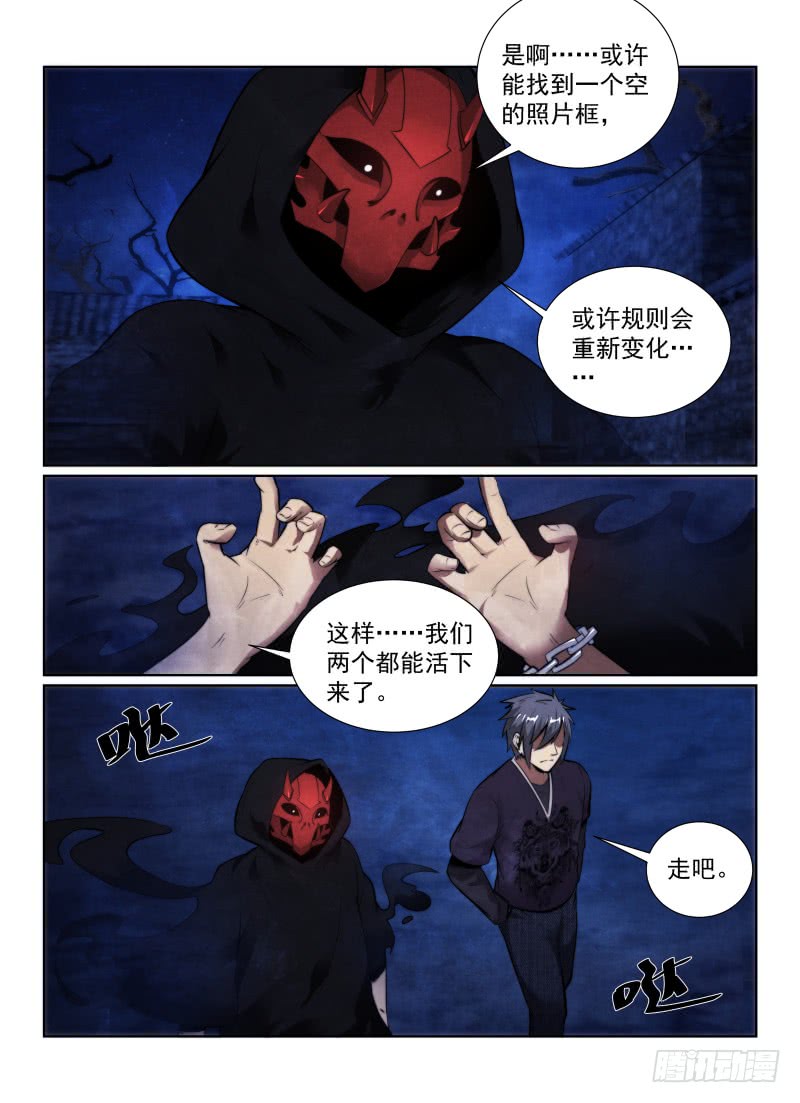 是啊……或许
能找到一个空
的照片框，
或许规则会
重新变化…
…
这样……我们
两个都能活下
来了。
哒
走吧。
哒
腾讯动漫